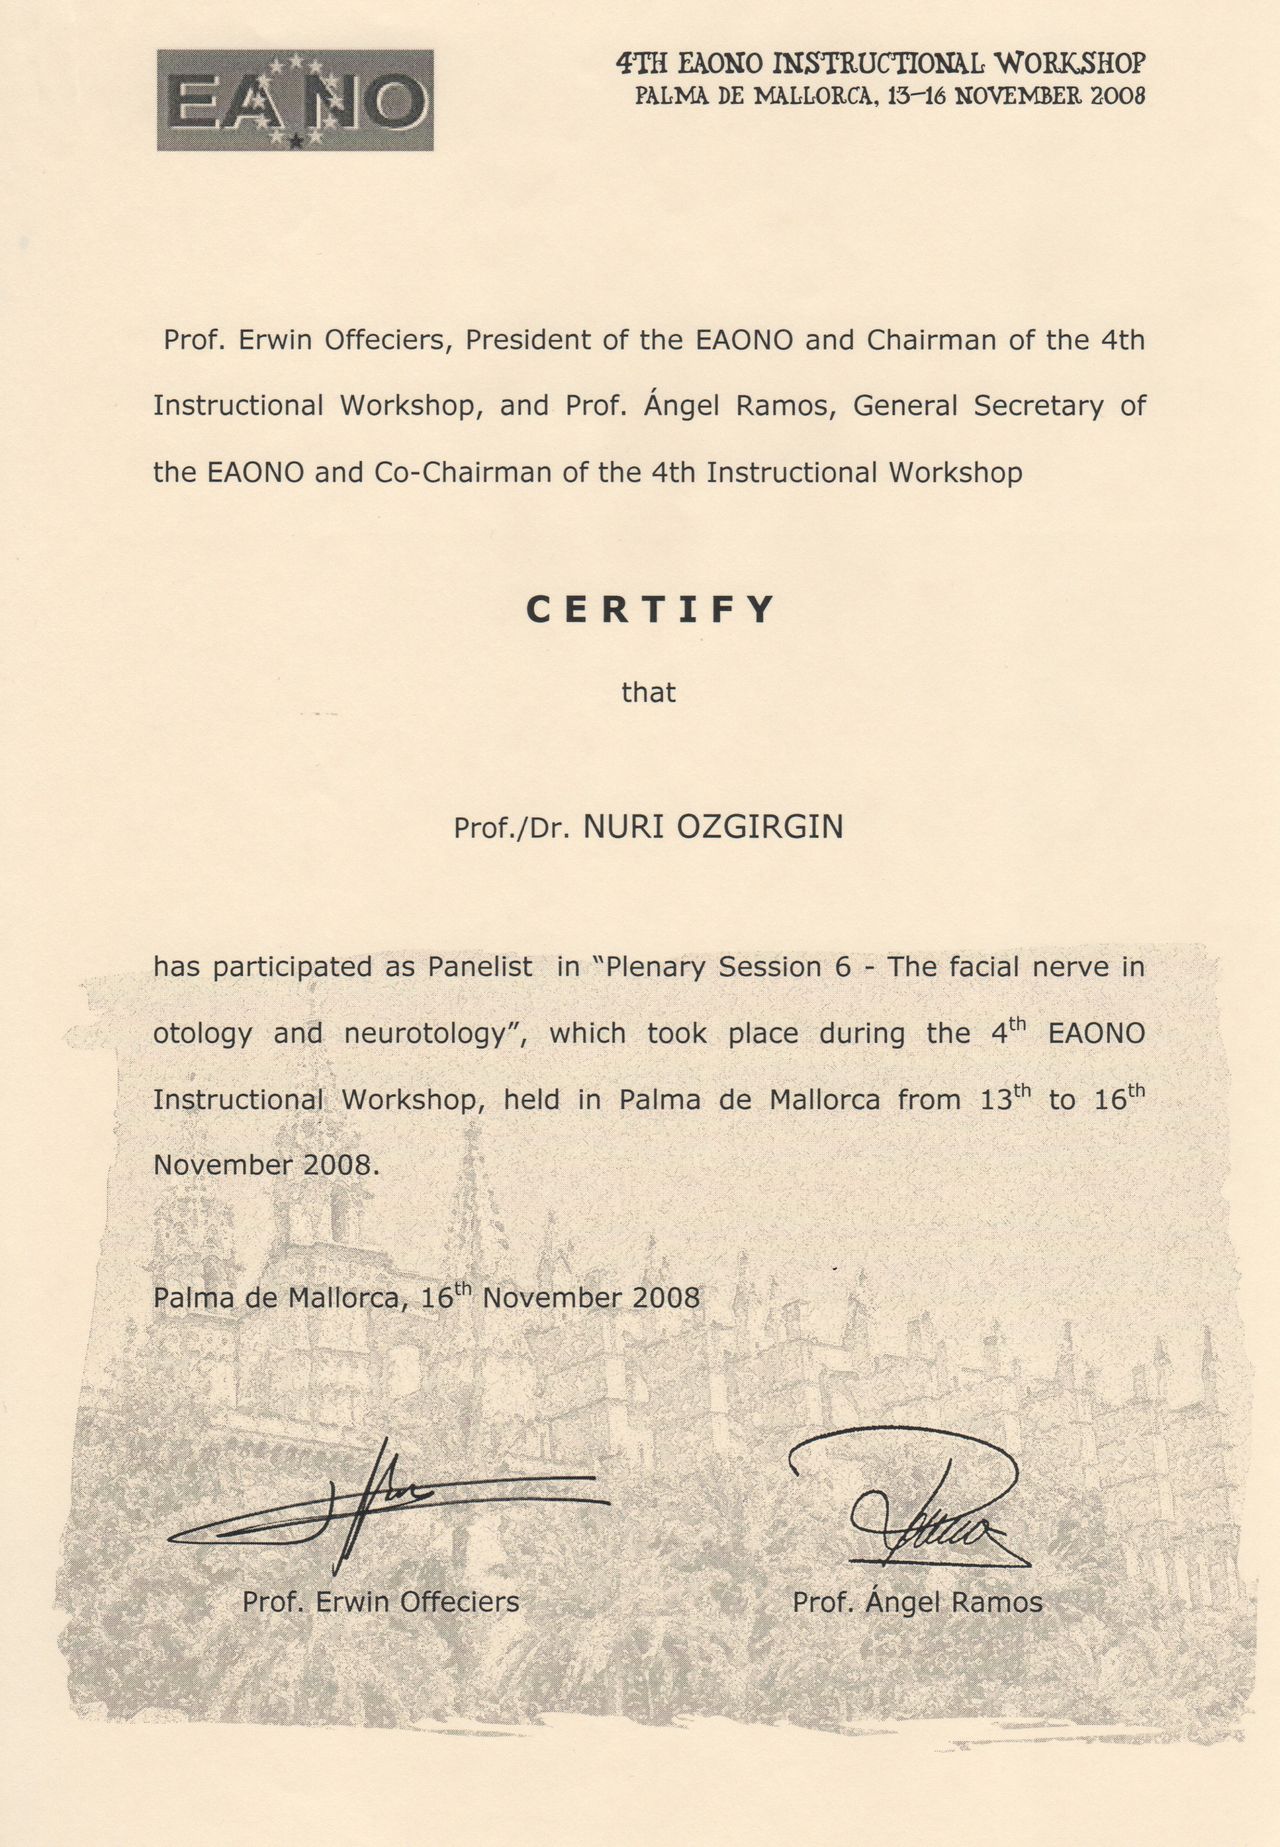 EAONO
4TH EAONO INSTRUCTIONAL WORKSHOP
PALMA DE MALLORCA, 13–16 NOVEMBER 2008
Prof. Erwin Offeciers, President of the EAONO and Chairman of the 4th
Instructional Workshop, and Prof. Ángel Ramos, General Secretary of
the EAONO and Co-Chairman of the 4th Instructional Workshop
CERTIFY
that
Prof./Dr. NURI OZGIRGIN
has participated as Panelist in “Plenary Session 6 - The facial nerve in
otology and neurotology”, which took place during the 4th EAONO
Instructional Workshop, held in Palma de Mallorca from 13th to 16th
November 2008.
Palma de Mallorca, 16th November 2008
Prof. Erwin Offeciers
Prof. Ángel Ramos